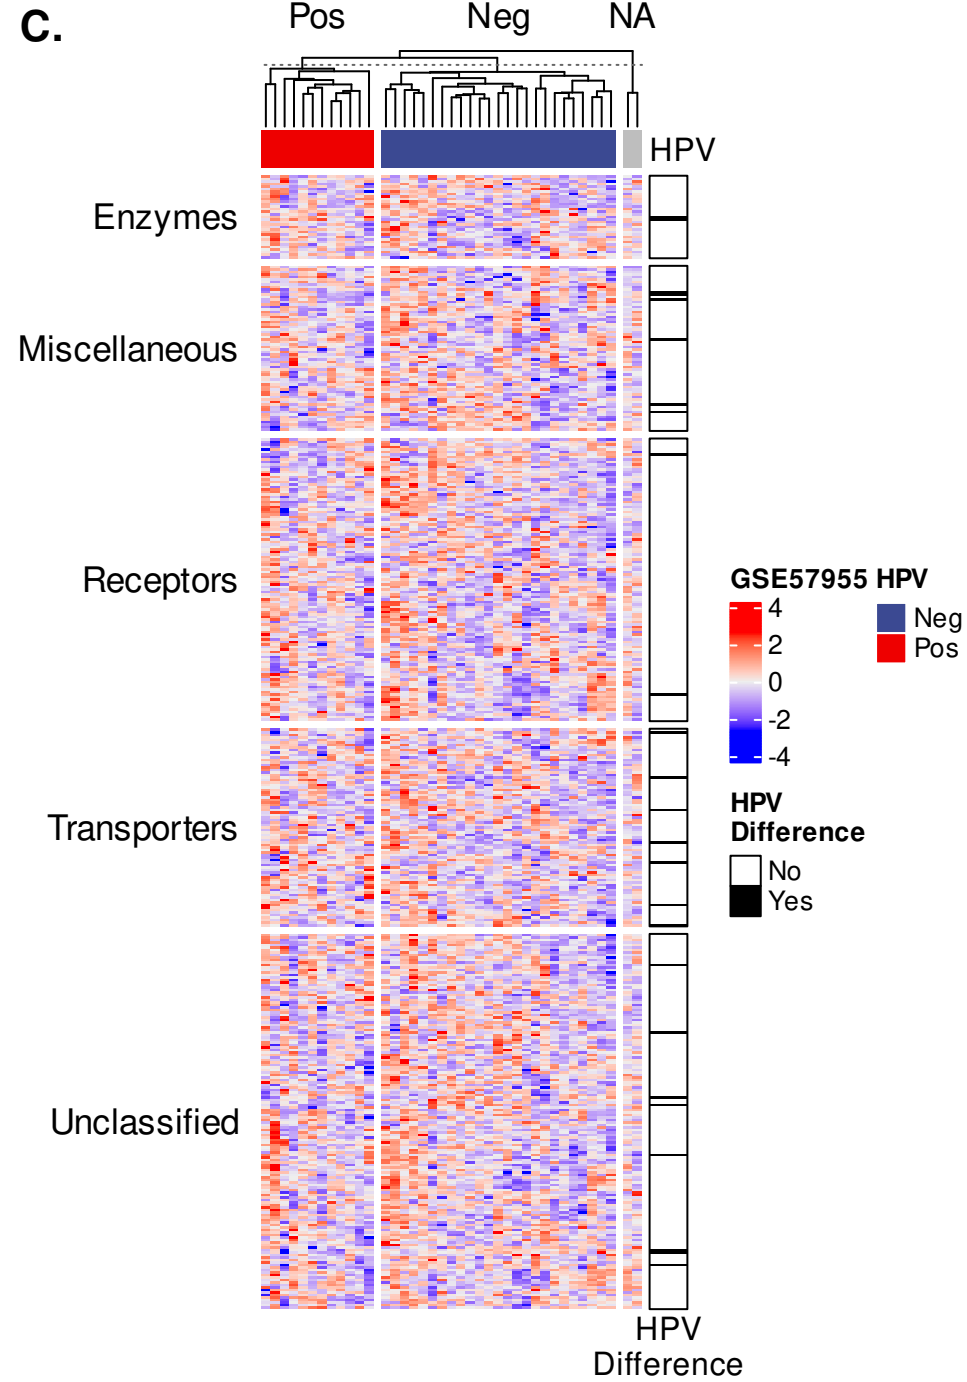 C.
Pos Neg NA
HPV
Enzymes
Miscellaneous
Receptors
Transporters
Unclassified
HPV
Difference
GSE57955
4
2
0
-2
-4
HPV
Neg
Pos
HPV
Difference
No
Yes